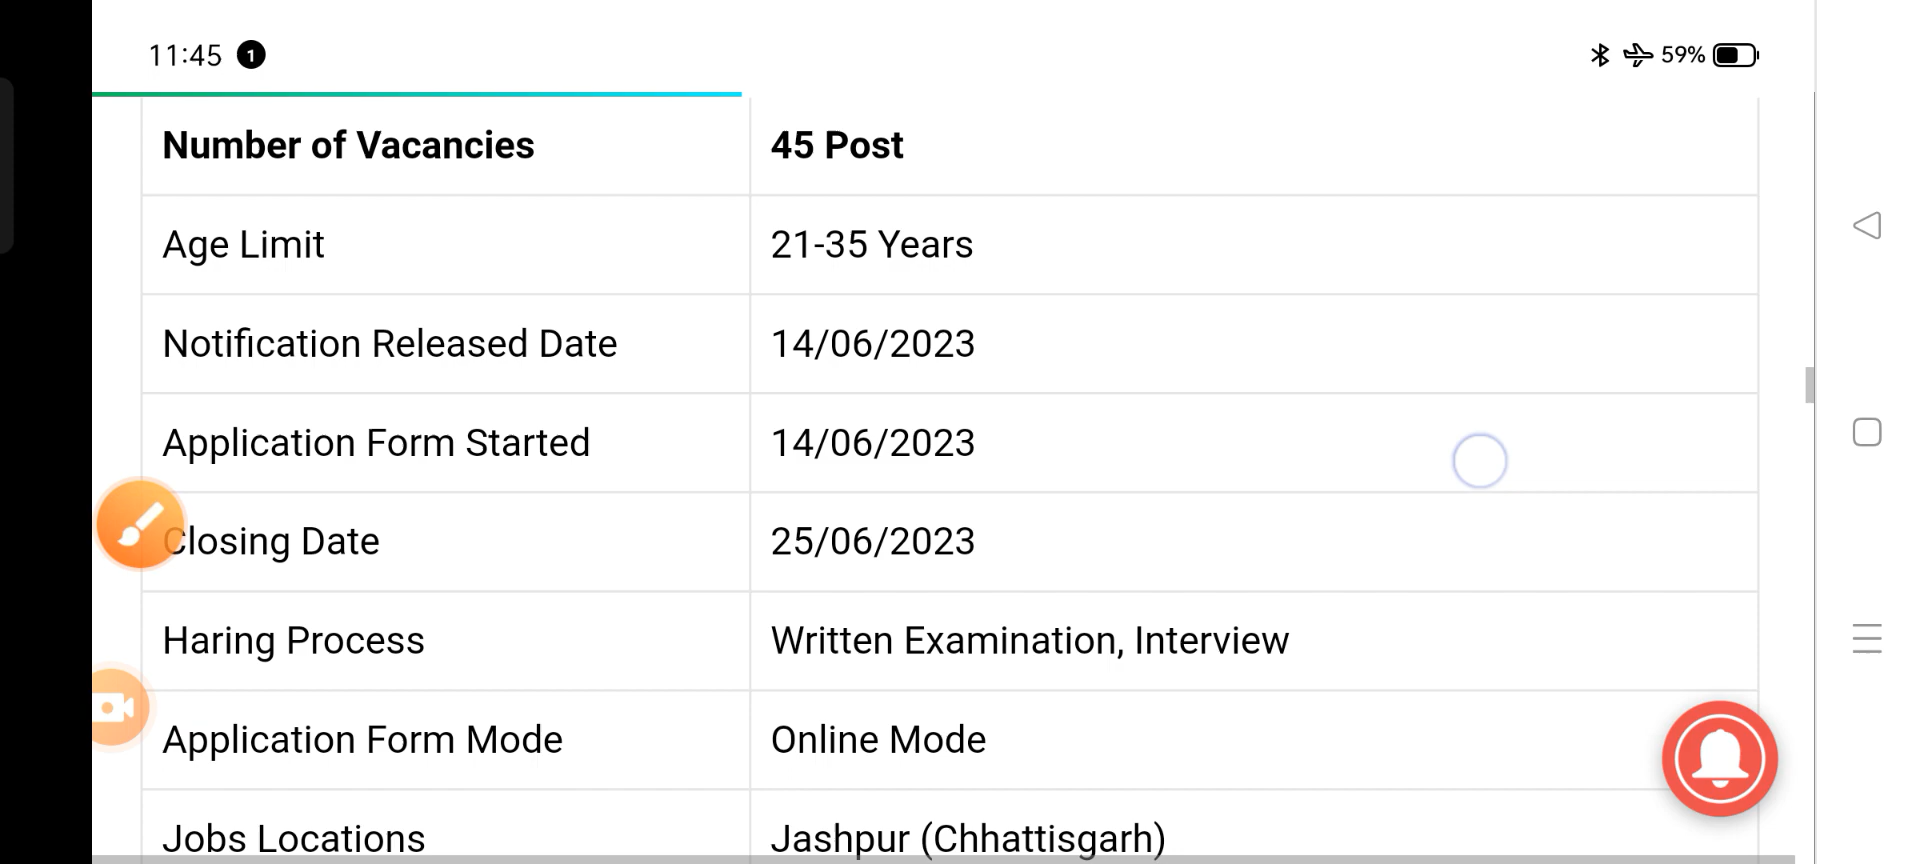 11:45 1 59%
Number of Vacancies 45 Post
Age Limit 21-35 Years
Notification Released Date 14/06/2023
Application Form Started 14/06/2023
Closing Date 25/06/2023
Haring Process Written Examination, Interview
Application Form Mode Online Mode
Jobs Locations Jashpur (Chhattisgarh)